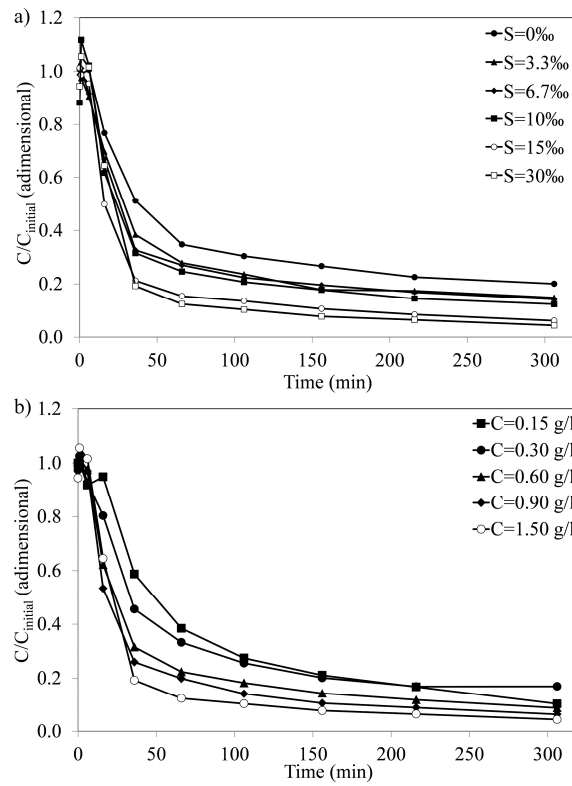 a)
1.2
1.0
0.8
0.6
0.4
0.2
0.0
C/Cinitial (adimensional)
0 50 100 150 200 250 300
Time (min)
S=0‰
S=3.3‰
S=6.7‰
S=10‰
S=15‰
S=30‰
b)
1.2
1.0
0.8
0.6
0.4
0.2
0.0
C/Cinitial (adimensional)
0 50 100 150 200 250 300
Time (min)
C=0.15 g/l
C=0.30 g/l
C=0.60 g/l
C=0.90 g/l
C=1.50 g/l